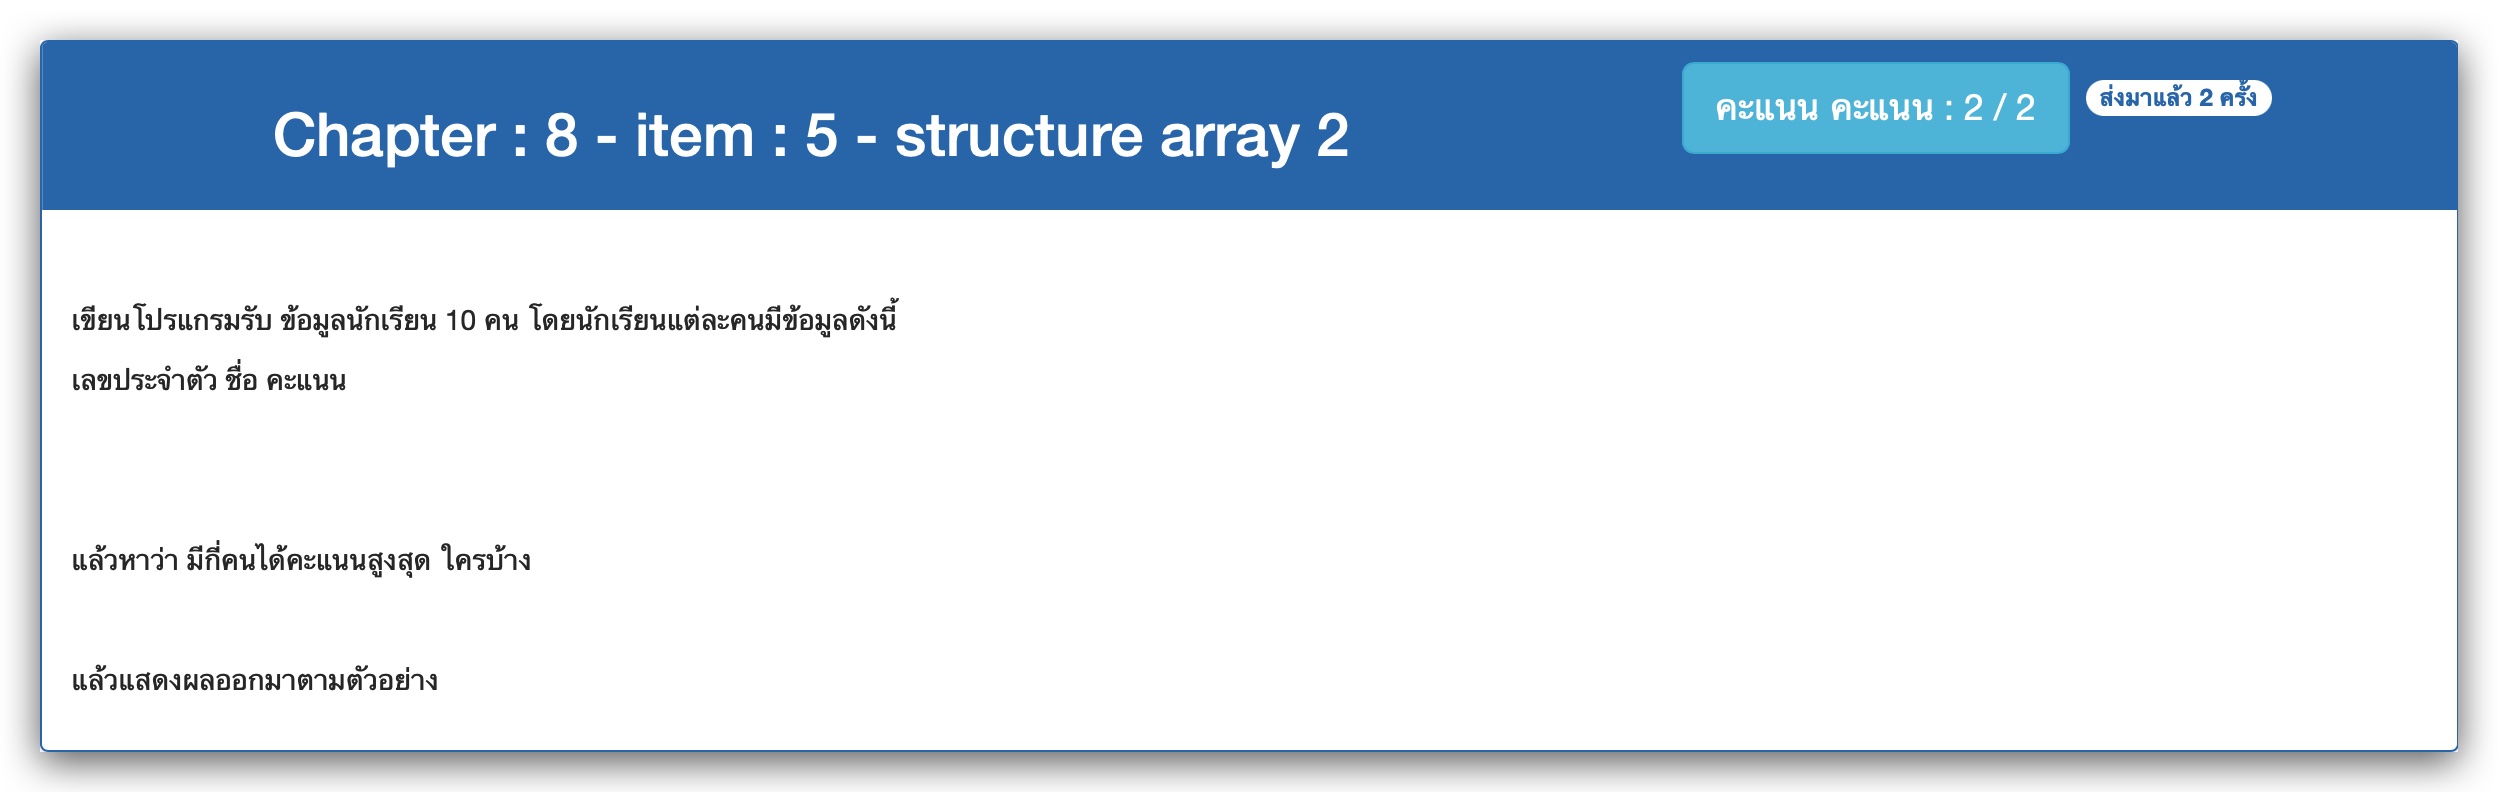 Chapter : 8 - item : 5 - structure array 2
คะแนน คะแนน : 2 / 2
ส่งมาแล้ว 2 ครั้ง
เขียนโปรแกรมรับ ข้อมูลนักเรียน 10 คน โดยนักเรียนแต่ละคนมีข้อมูลดังนี้
เลขประจำตัว ชื่อ คะแนน
แล้วหาว่า มีกี่คนได้คะแนนสูงสุด ใครบ้าง
แล้วแสดงผลออกมาตามตัวอย่าง